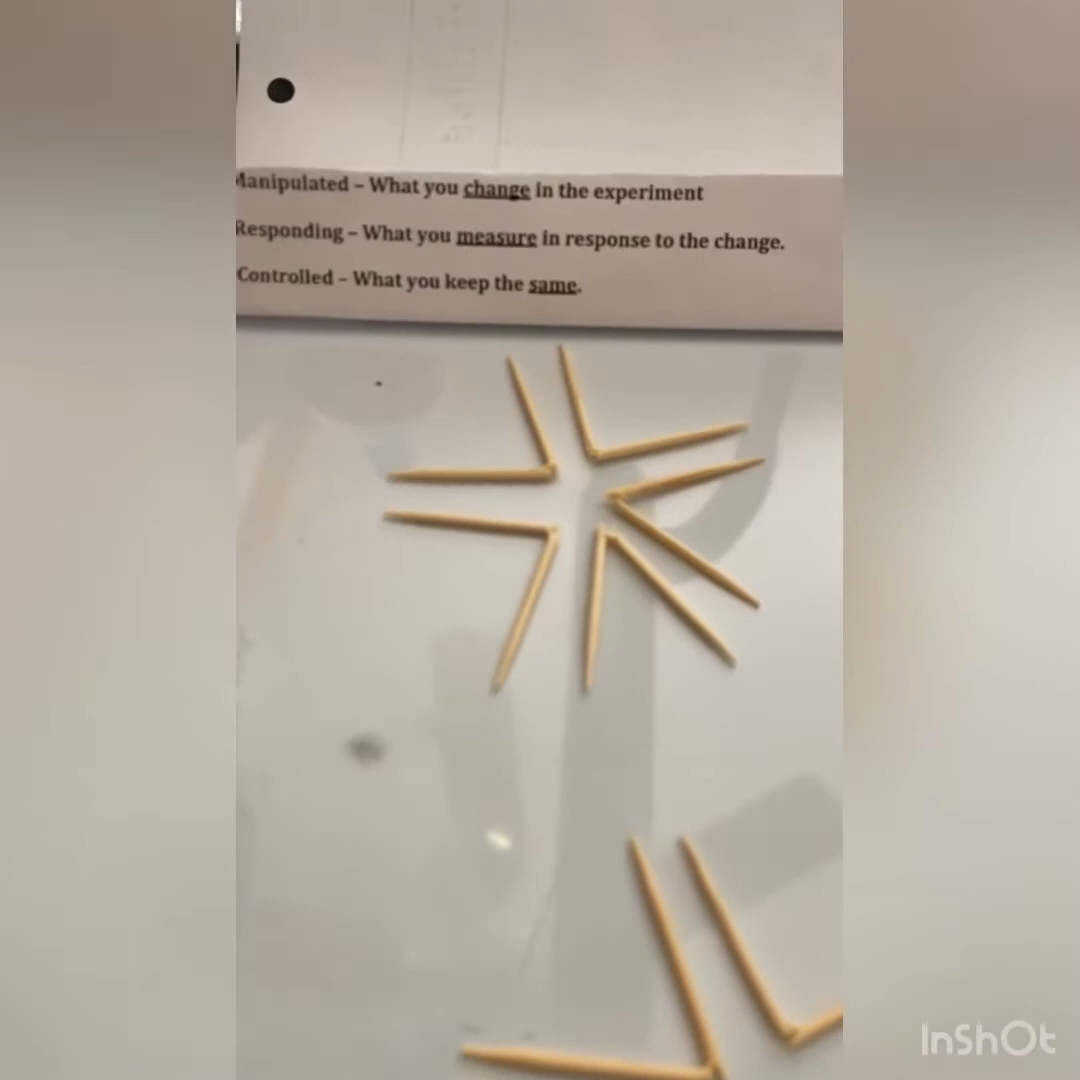 Manipulated – What you change in the experiment
Responding – What you measure in response to the change.
Controlled – What you keep the same.
InShOt